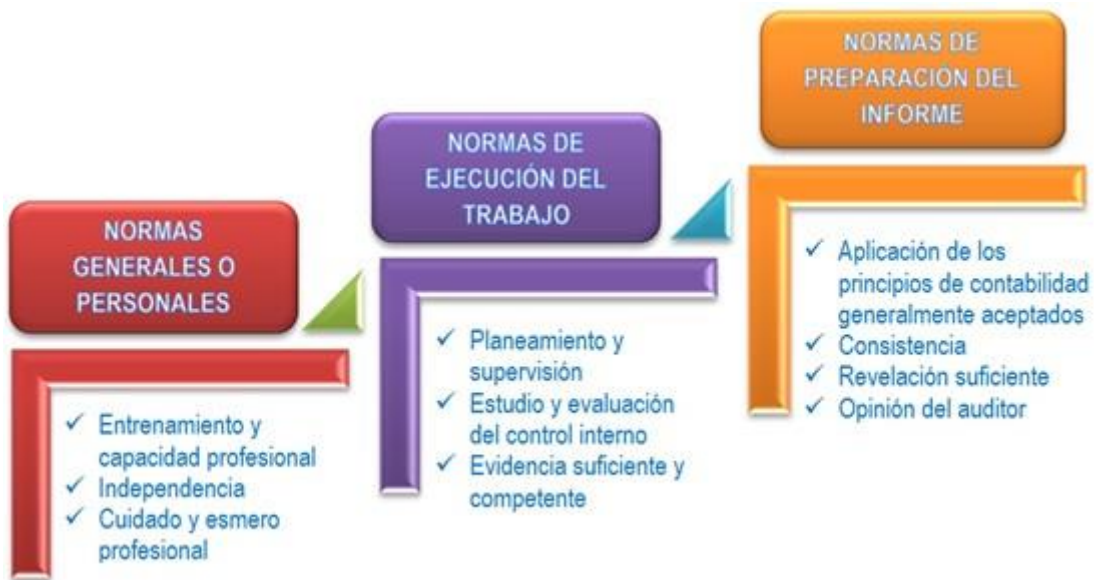 NORMAS
GENERALES O
PERSONALES
✓ Entrenamiento y
capacidad profesional
✓ Independencia
✓ Cuidado y esmero
profesional
NORMAS DE
EJECUCIÓN DEL
TRABAJO
✓ Planeamiento y
supervisión
✓ Estudio y evaluación
del control interno
✓ Evidencia suficiente y
competente
NORMAS DE
PREPARACIÓN DEL
INFORME
✓ Aplicación de los
principios de contabilidad
generalmente aceptados
✓ Consistencia
✓ Revelación suficiente
✓ Opinión del auditor